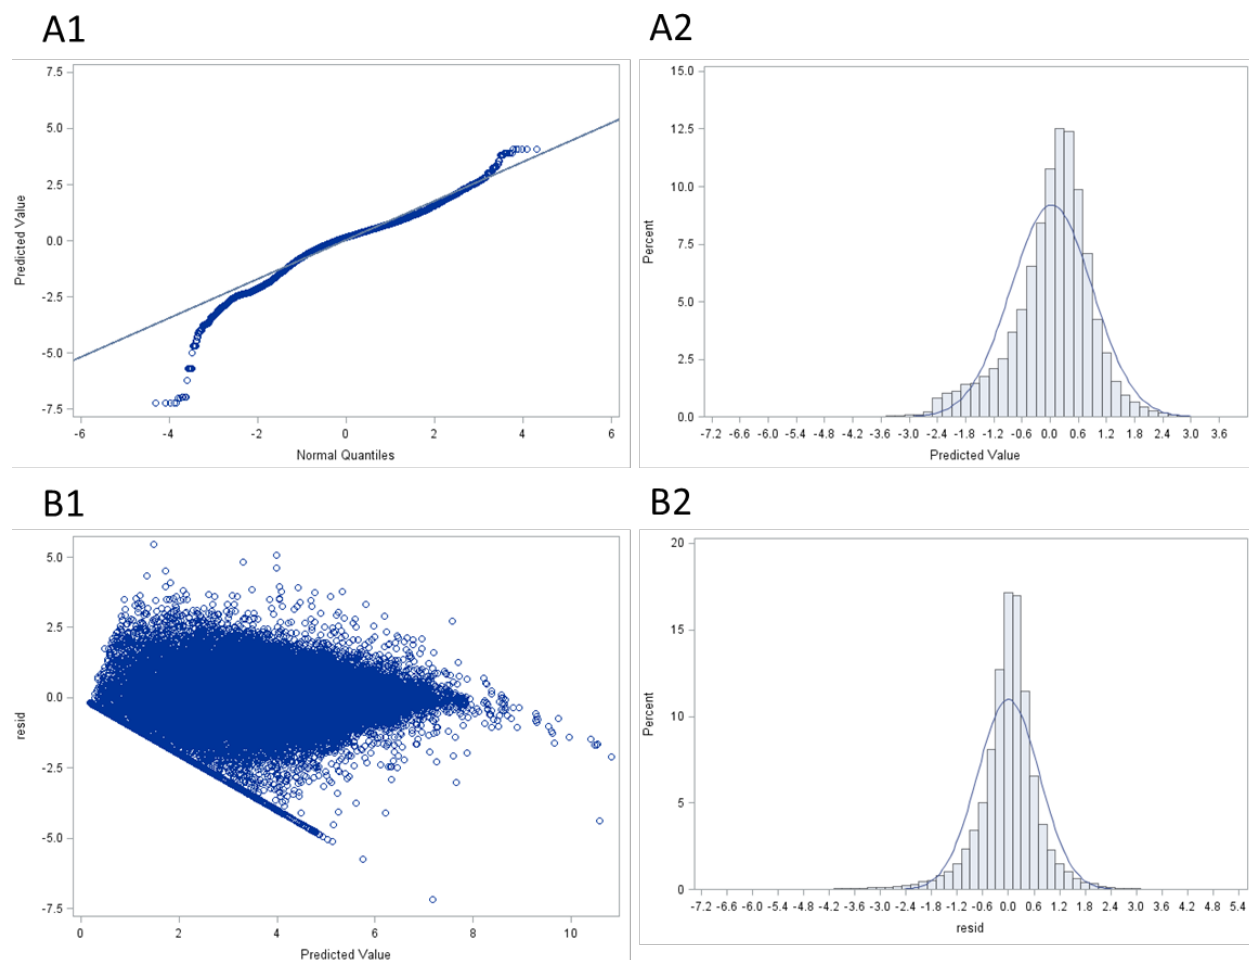 A1
A2
7.5
5.0
2.5
0.0
-2.5
-5.0
-7.5
Predicted Value
-6 -4 -2 0 2 4 6
Normal Quantiles
15.0
12.5
10.0
7.5
5.0
2.5
0.0
Percent
-7.2 -6.6 -6.0 -5.4 -4.8 -4.2 -3.6 -3.0 -2.4 -1.8 -1.2 -0.6 0.0 0.6 1.2 1.8 2.4 3.0 3.6
Predicted Value
B1
B2
5.0
2.5
0.0
-2.5
-5.0
-7.5
resid
0 2 4 6 8 10
Predicted Value
20
15
10
5
0
Percent
-7.2 -6.6 -6.0 -5.4 -4.8 -4.2 -3.6 -3.0 -2.4 -1.8 -1.2 -0.6 0.0 0.6 1.2 1.8 2.4 3.0 3.6 4.2 4.8 5.4
resid